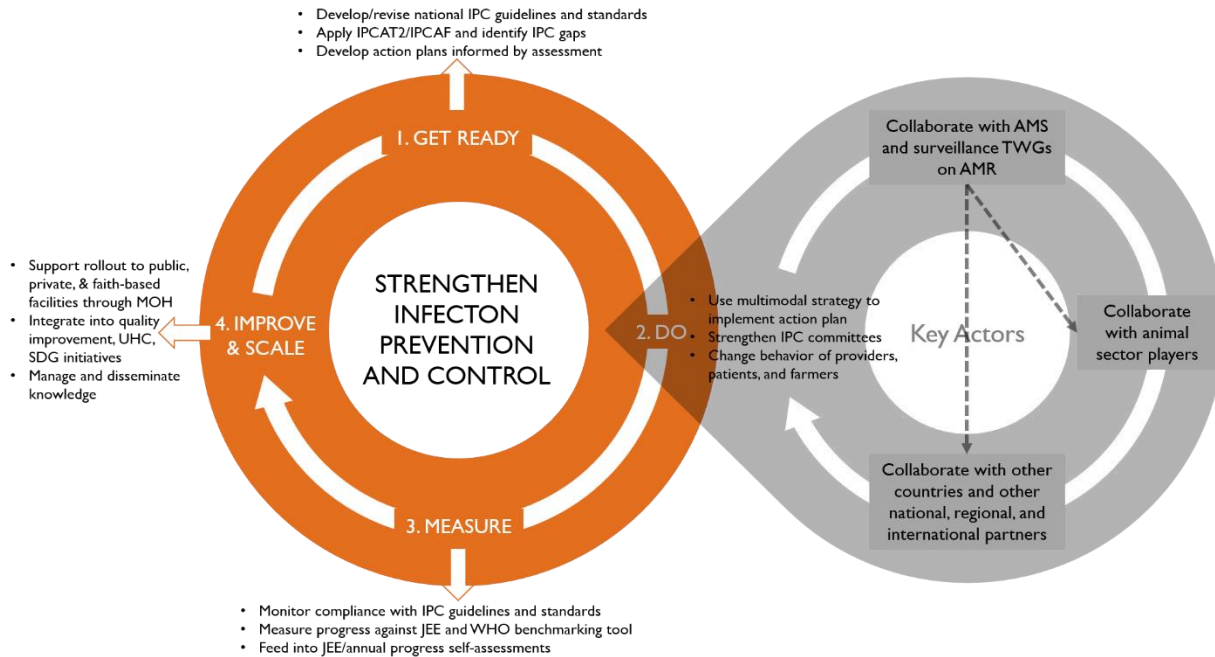 • Develop/revise national IPC guidelines and standards
• Apply IPCAT2/IPCAF and identify IPC gaps
• Develop action plans informed by assessment
1. GET READY
STRENGTHEN
INFECTON
PREVENTION
AND CONTROL
• Support rollout to public,
private, & faith-based
facilities through MOH
• Integrate into quality
improvement, UHC,
SDG initiatives
• Manage and disseminate
knowledge
4. IMPROVE
& SCALE
2. DO
• Use multimodal strategy to
implement action plan
• Strengthen IPC committees
• Change behavior of providers,
patients, and farmers
3. MEASURE
• Monitor compliance with IPC guidelines and standards
• Measure progress against JEE and WHO benchmarking tool
• Feed into JEE/annual progress self-assessments
Collaborate with AMS
and surveillance TWGs
on AMR
Key Actors
Collaborate
with animal
sector players
Collaborate with other
countries and other
national, regional, and
international partners